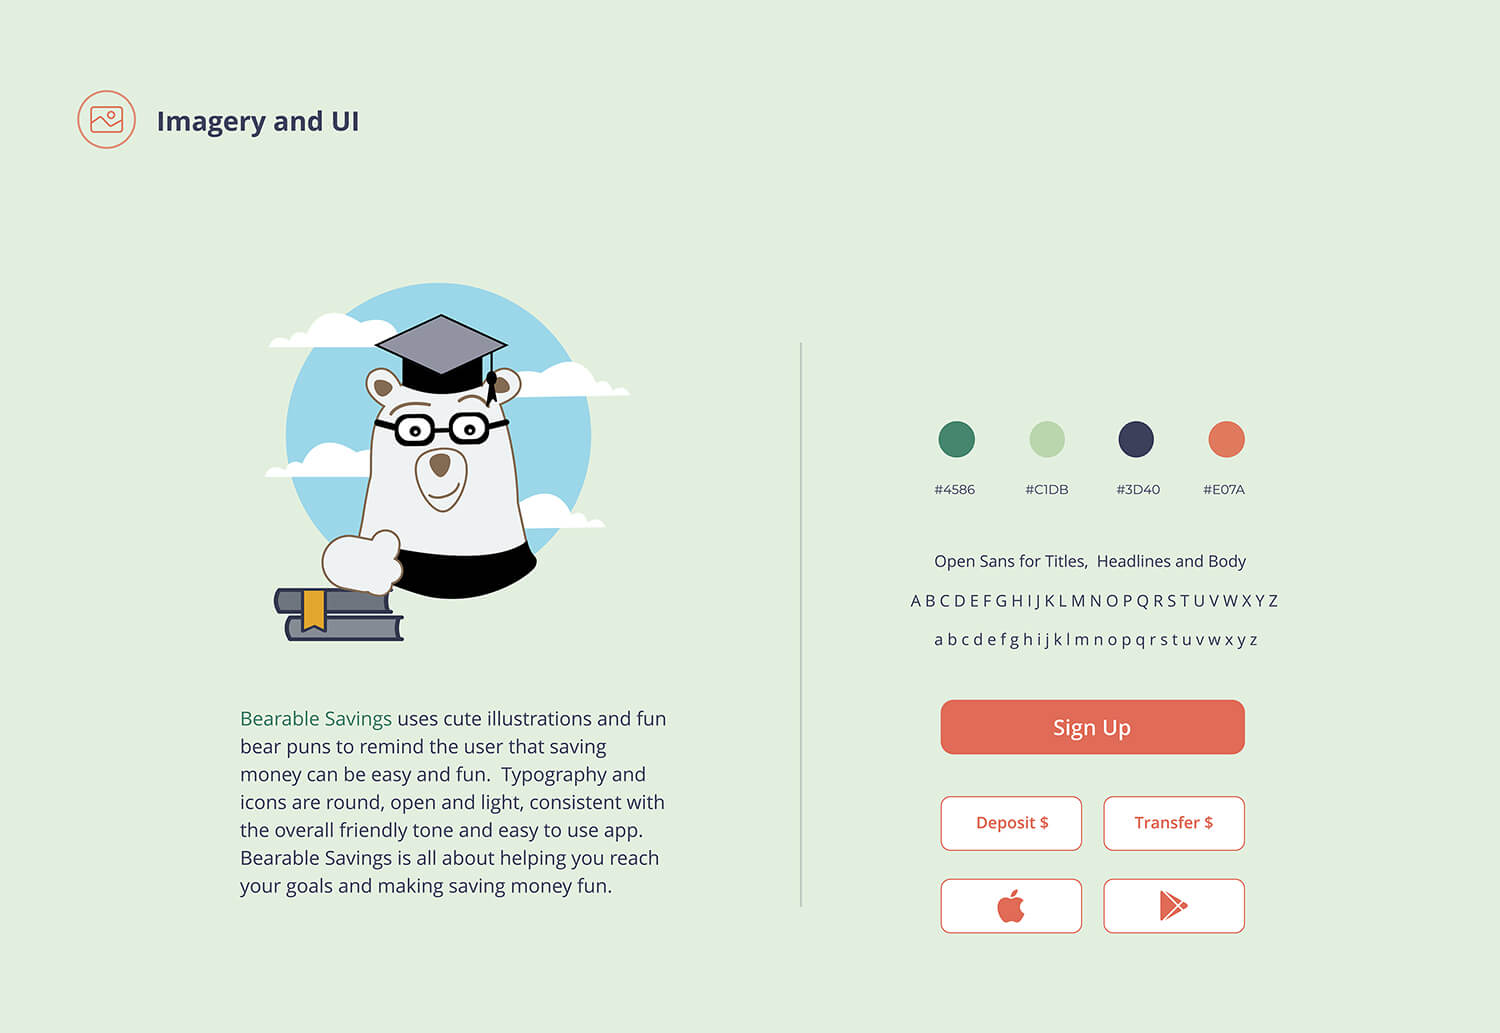 Imagery and UI
Bearable Savings uses cute illustrations and fun
bear puns to remind the user that saving
money can be easy and fun.  Typography and
icons are round, open and light, consistent with
the overall friendly tone and easy to use app.
Bearable Savings is all about helping you reach
your goals and making saving money fun.
#4586 #C1DB #3D40 #E07A
Open Sans for Titles,  Headlines and Body
A B C D E F G H I J K L M N O P Q R S T U V W X Y Z
a b c d e f g h i j k l m n o p q r s t u v w x y z
Sign Up
Deposit $ Transfer $